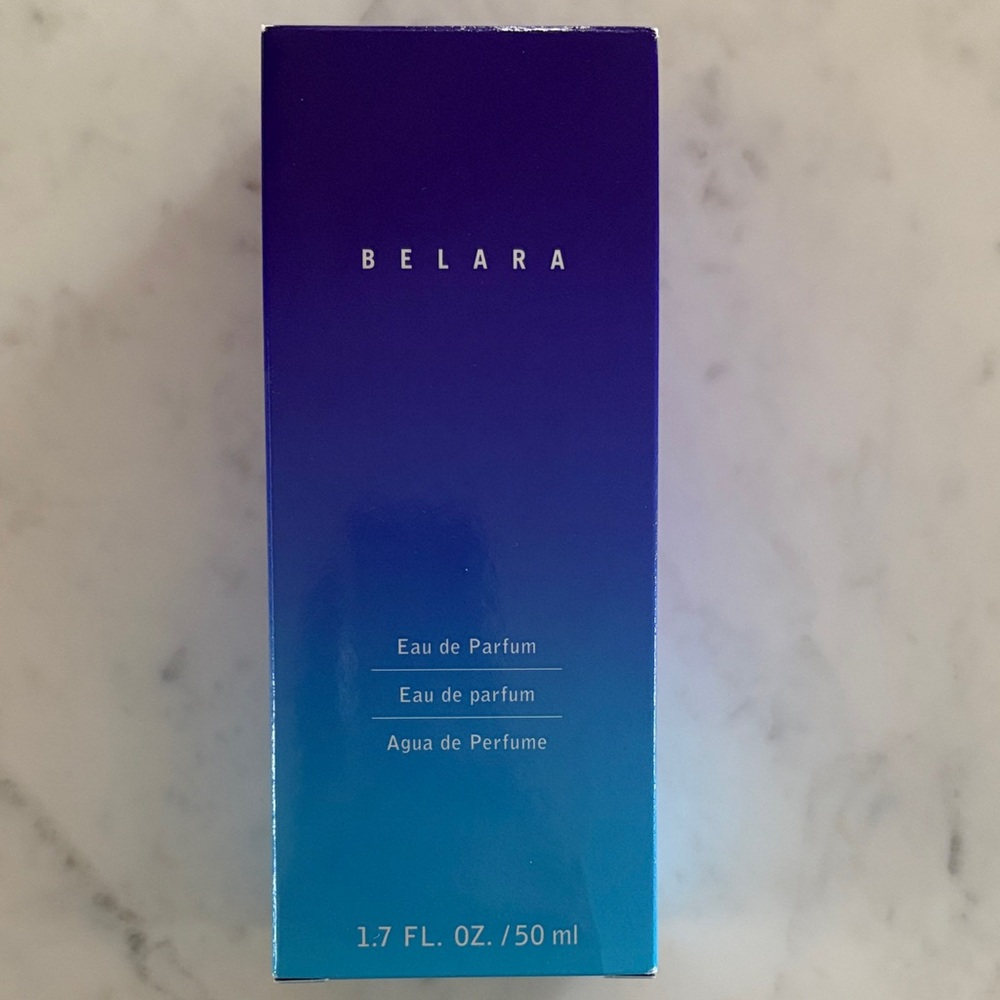 BELARA
Eau de Parfum
Eau de parfum
Agua de Perfume
1.7 FL. OZ. / 50 ml